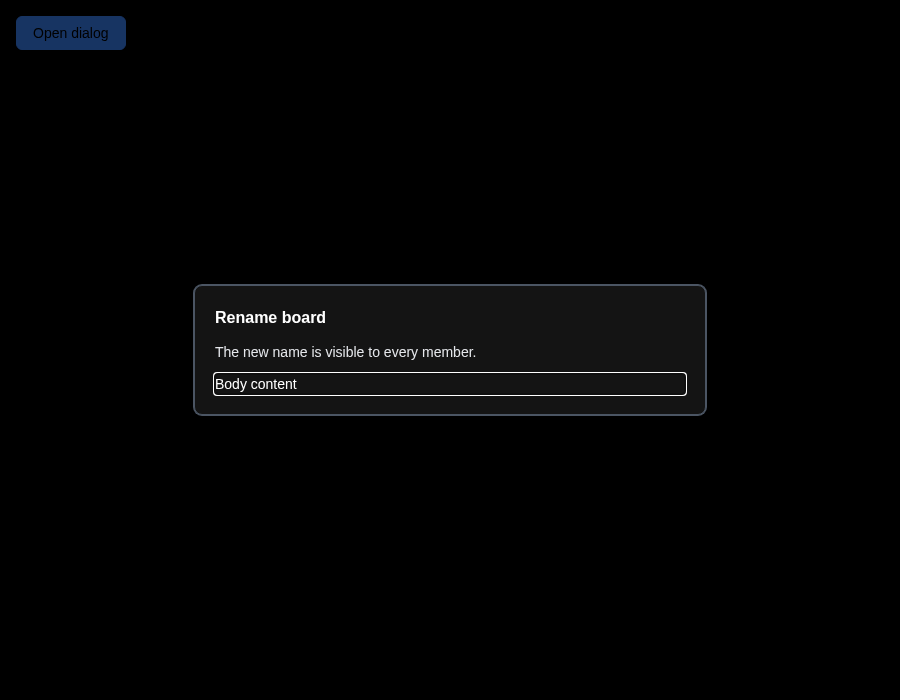 Open dialog
Rename board
The new name is visible to every member.
Body content